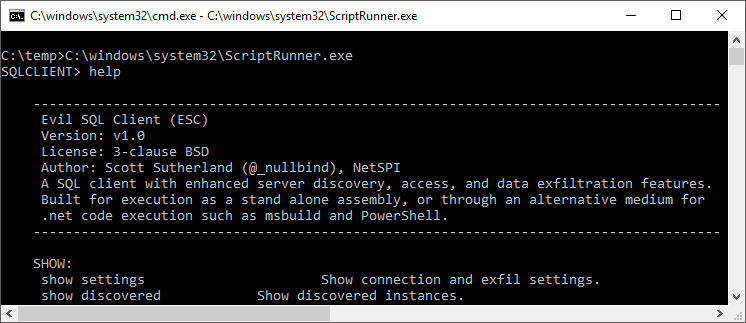 C:\windows\system32\cmd.exe - C:\windows\system32\ScriptRunner.exe
C:\temp>C:\windows\system32\ScriptRunner.exe
SQLCLIENT> help
--------------------------------------------------------------------------------------
Evil SQL Client (ESC)
Version: v1.0
License: 3-clause BSD
Author: Scott Sutherland (@_nullbind), NetSPI
A SQL client with enhanced server discovery, access, and data exfiltration features.
Built for execution as a stand alone assembly, or through an alternative medium for
.net code execution such as msbuild and PowerShell.
--------------------------------------------------------------------------------------
SHOW:
show settings                      Show connection and exfil settings.
show discovered            Show discovered instances.